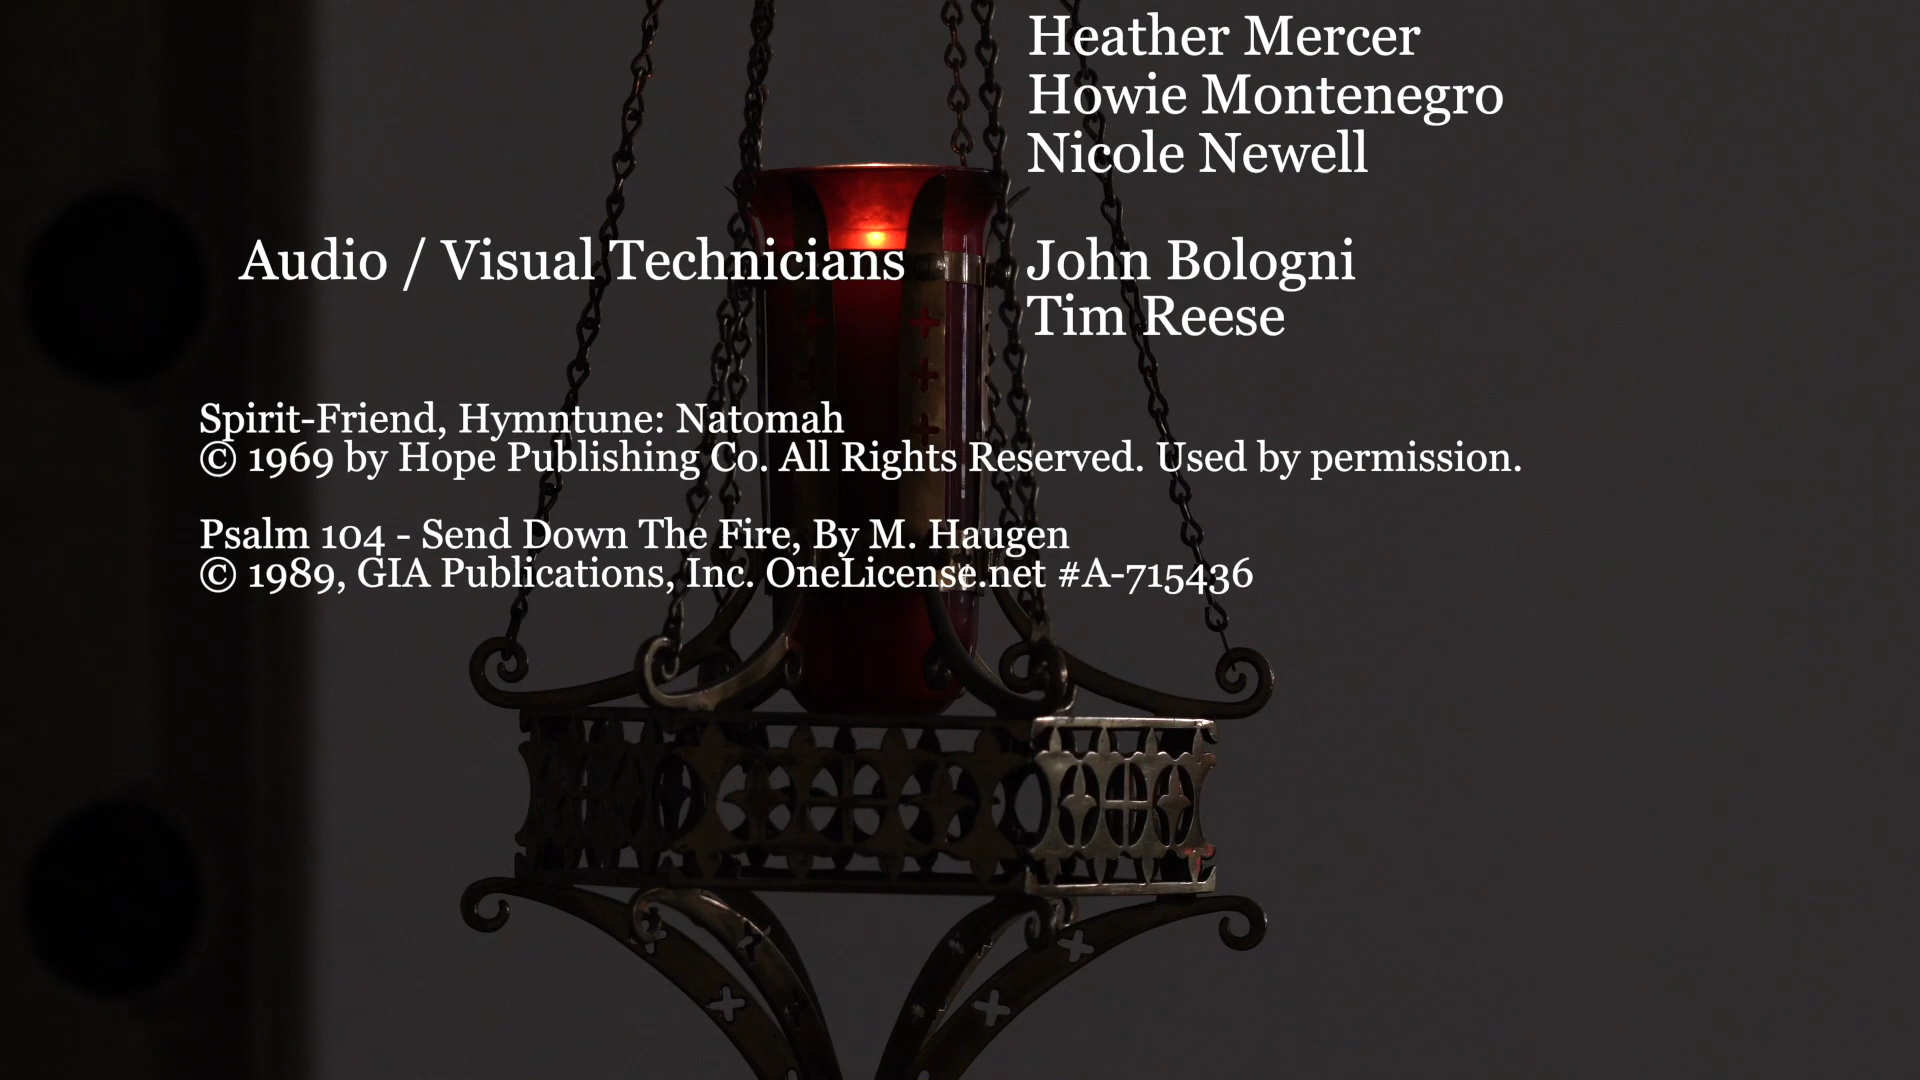 Heather Mercer
Howie Montenegro
Nicole Newell
Audio / Visual Technicians John Bologni
Tim Reese
Spirit-Friend, Hymntune: Natomah
© 1969 by Hope Publishing Co. All Rights Reserved. Used by permission.
Psalm 104 - Send Down The Fire, By M. Haugen
© 1989, GIA Publications, Inc. OneLicense.net #A-715436